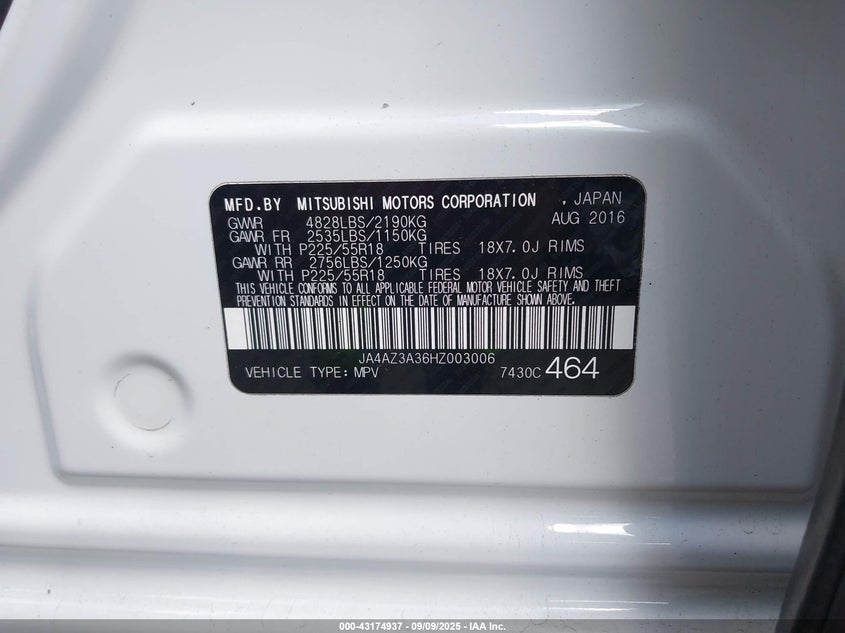 MFD.BY MITSUBISHI MOTORS CORPORATION , JAPAN
GVWR 4828LBS/2190KG AUG 2016
GAWR FR 2535LBS/1150KG
WITH P225/55R18 TIRES 18X7.0J RIMS
GAWR RR 2756LBS/1250KG
WITH P225/55R18 TIRES 18X7.0J RIMS
THIS VEHICLE CONFORMS TO ALL APPLICABLE FEDERAL MOTOR VEHICLE SAFETY AND THEFT
PREVENTION STANDARDS IN EFFECT ON THE DATE OF MANUFACTURE SHOWN ABOVE.
JA4AZ3A36HZ003006
VEHICLE TYPE: MPV 7430C 464
000-43174937 - 09/09/2025 - IAA Inc.